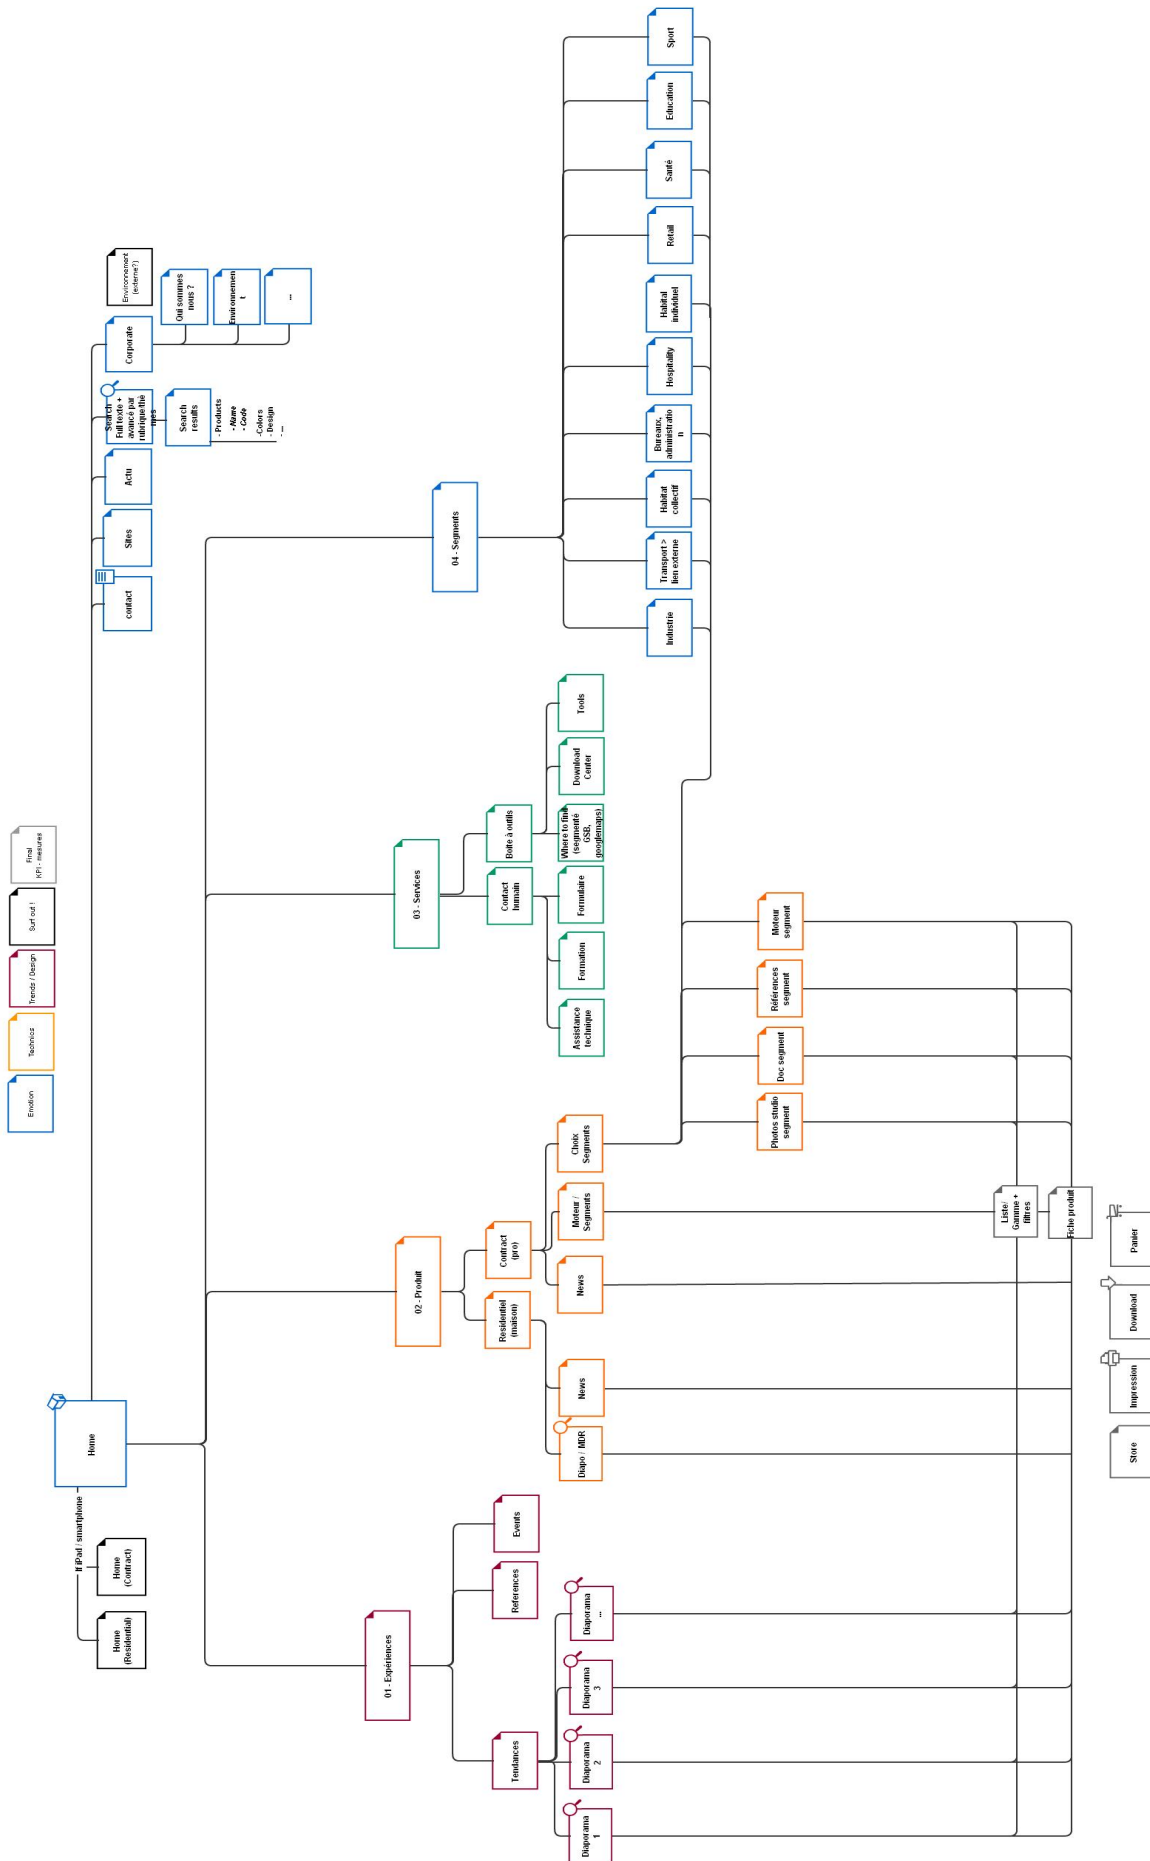 Emotion
Technics
Trends / Design
Surf out !
Final
KPI - mesures
Home
If iPad / smartphone
Home
(Residential)
Home
(Contract)
contact
Sites
Actu
Search
Full texte +
avancé par
rubrique/thé
mes
Search
results
- Products
- Name
- Code
-Colors
- Design
- ...
Corporate
Environnement
(externe?)
Qui sommes
nous ?
Environnemen
t
...
01 - Expériences
Tendances
References
Events
Diaporama
1
Diaporama
2
Diaporama
3
Diaporama
...
02 - Produit
Residentiel
(maison)
Contract
(pro)
Diapo / MDR
News
News
Moteur /
Segments
Choix
Segments
Photos studio
segment
Doc segment
Références
segment
Moteur
segment
03 - Services
Contact
humain
Boite à outils
Assistance
technique
Formation
Formulaire
Where to find
(segmenté
GSB,
googlemaps)
Download
Center
Tools
04 - Segments
Industrie
Transport >
lien externe
Habitat
collectif
Bureaux,
administratio
n
Hospitality
Habitat
individuel
Retail
Santé
Education
Sport
Liste/
Gamme +
filtres
Fiche produit
Store
Impression
Download
Panier